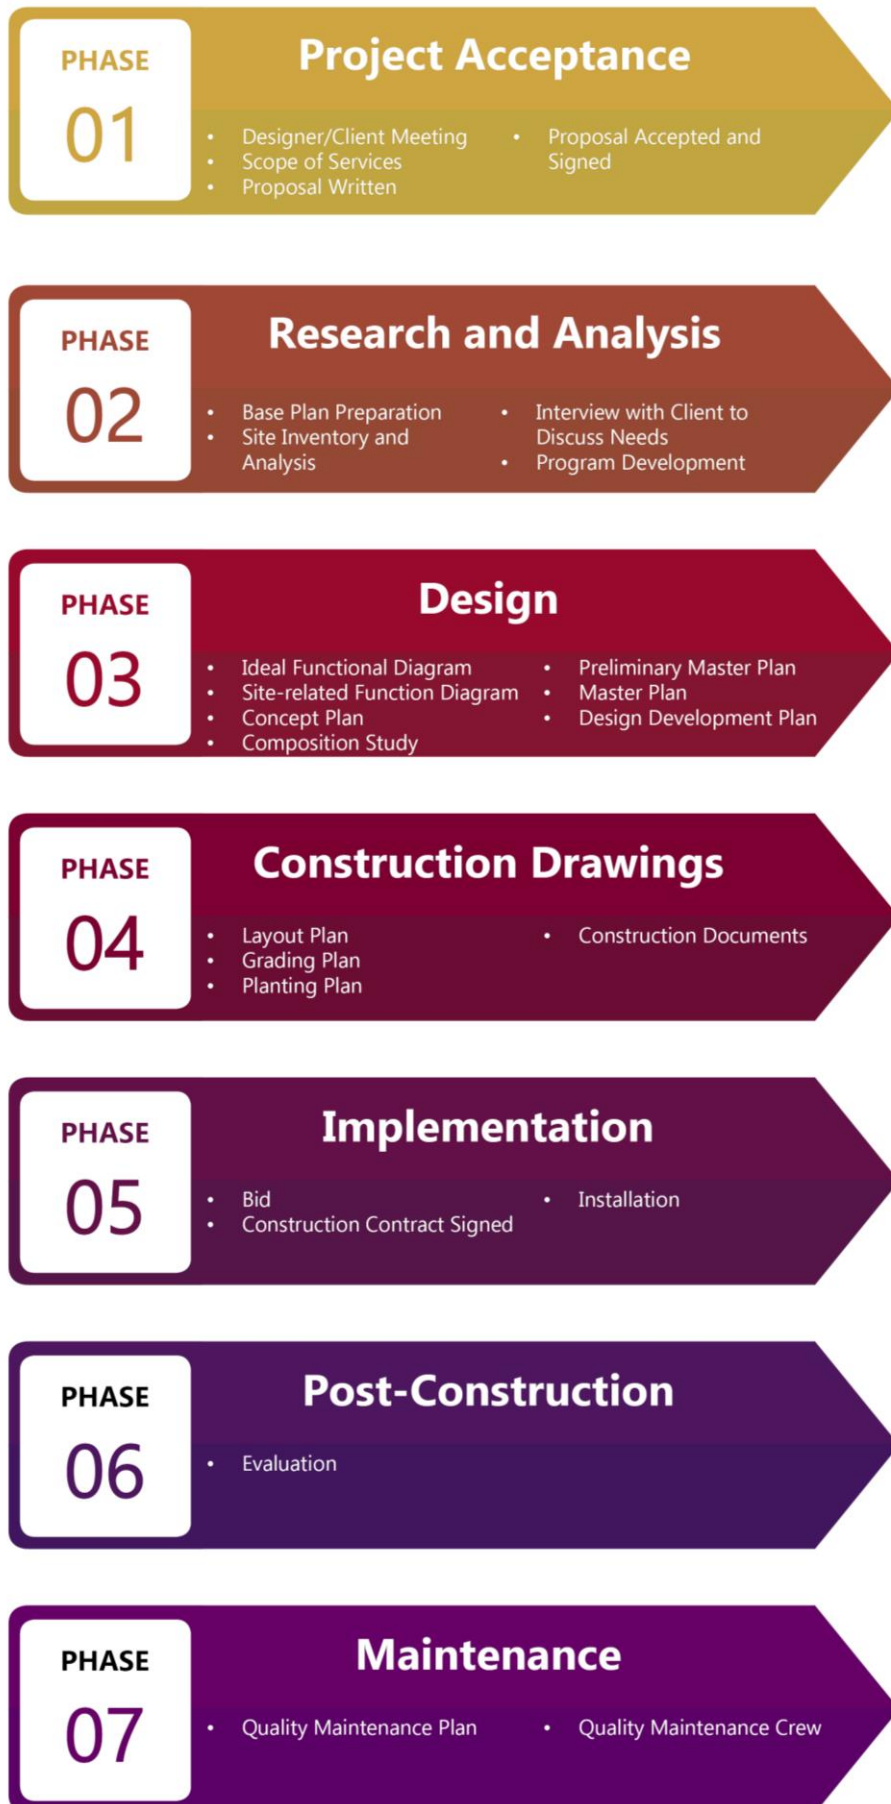 PHASE
01
Project Acceptance
• Designer/Client Meeting
• Scope of Services
• Proposal Written
• Proposal Accepted and
Signed
PHASE
02
Research and Analysis
• Base Plan Preparation
• Site Inventory and
Analysis
• Interview with Client to
Discuss Needs
• Program Development
PHASE
03
Design
• Ideal Functional Diagram
• Site-related Function Diagram
• Concept Plan
• Composition Study
• Preliminary Master Plan
• Master Plan
• Design Development Plan
PHASE
04
Construction Drawings
• Layout Plan
• Grading Plan
• Planting Plan
• Construction Documents
PHASE
05
Implementation
• Bid
• Construction Contract Signed
• Installation
PHASE
06
Post-Construction
• Evaluation
PHASE
07
Maintenance
• Quality Maintenance Plan
• Quality Maintenance Crew